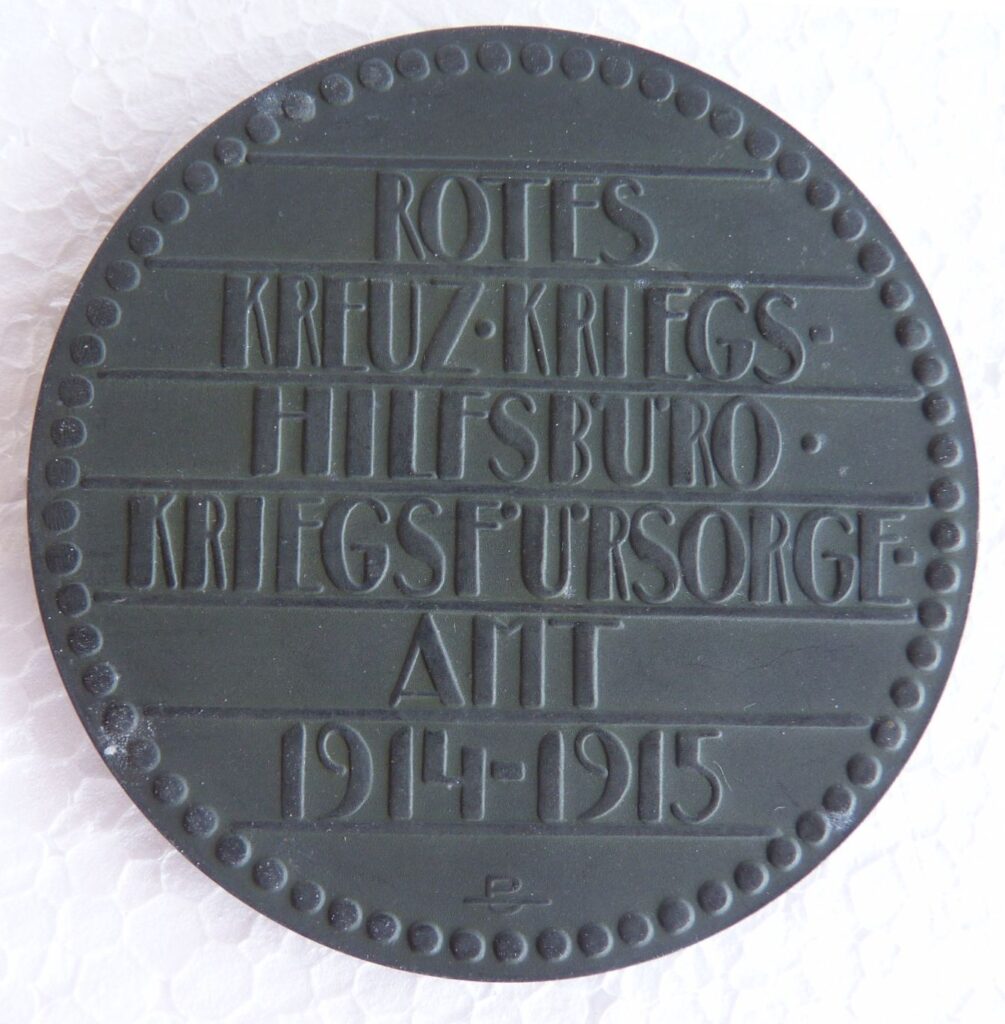 ROTES
KREUZ·KRIEGS·
HILFSBÜRO·
KRIEGSFÜRSORGE·
AMT
1914-1915